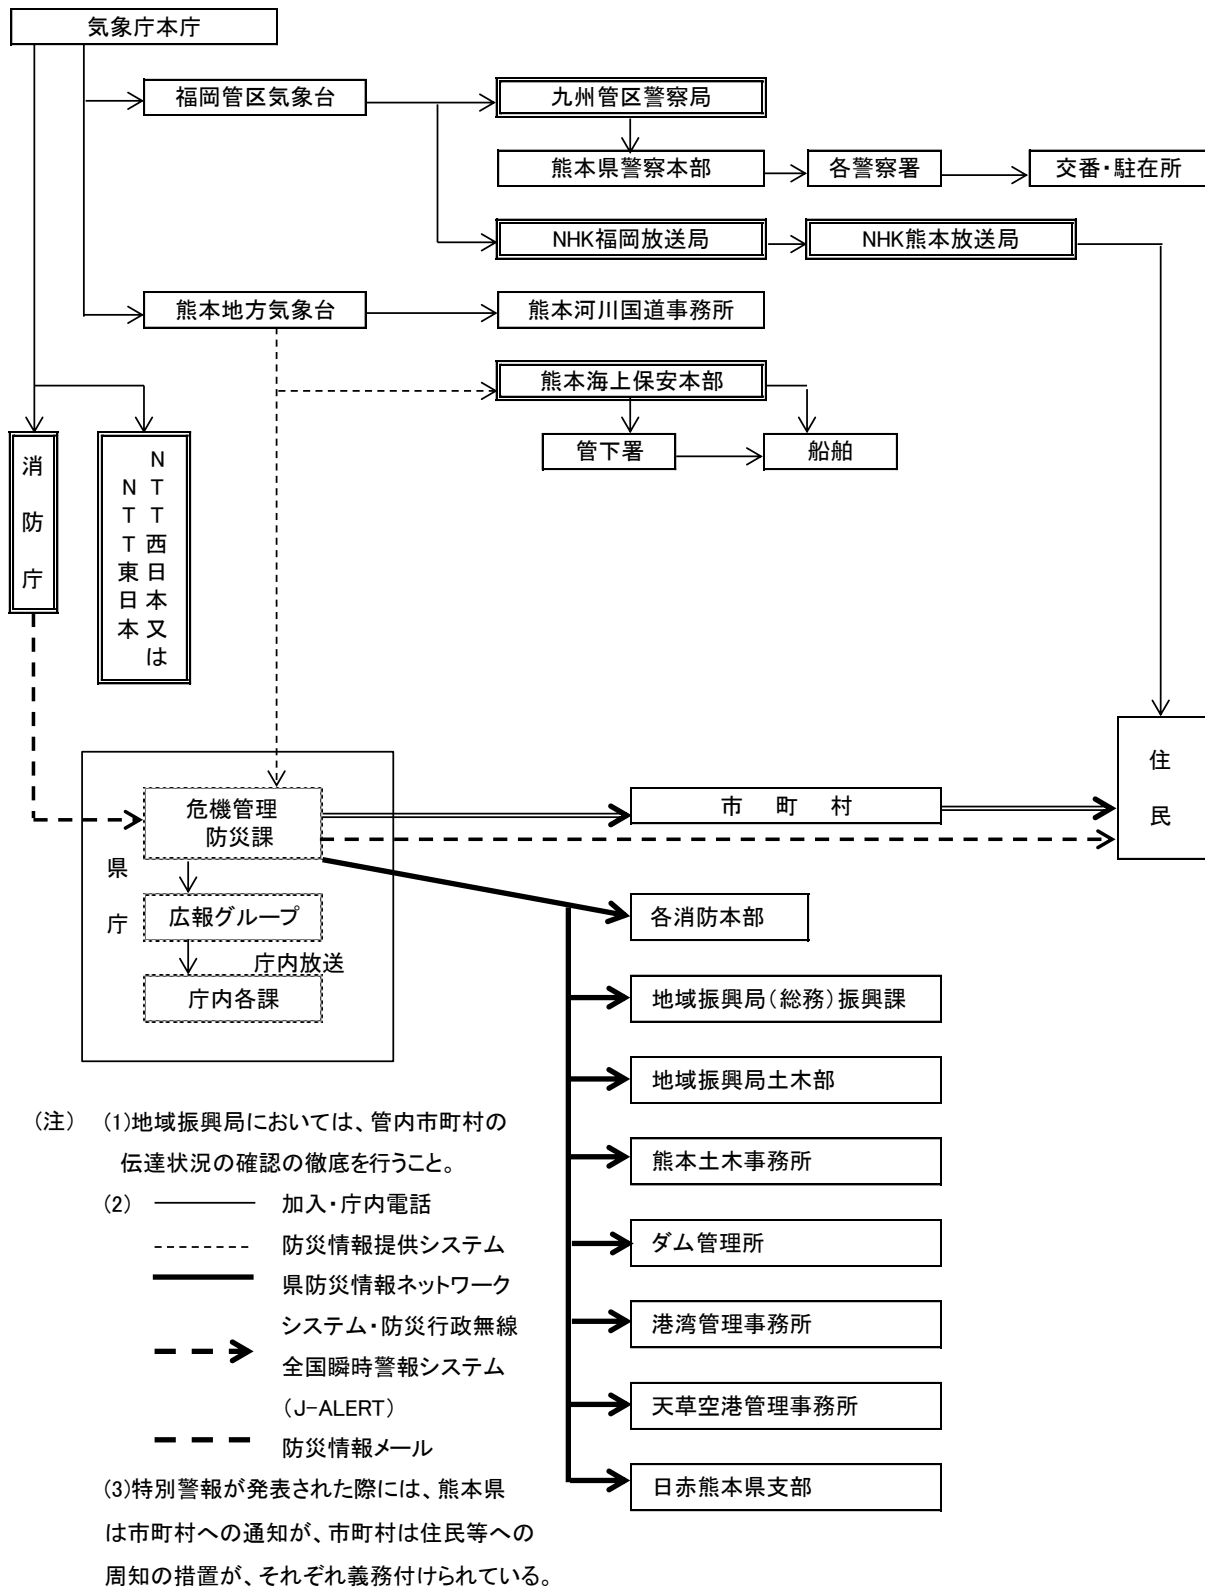 気象庁本庁
福岡管区気象台
九州管区警察局
熊本県警察本部
各警察署
交番・駐在所
NHK福岡放送局
NHK熊本放送局
熊本地方気象台
熊本河川国道事務所
熊本海上保安本部
管下署
船舶
消防庁
NTT西日本又は
NTT東日本
住民
県庁
危機管理
防災課
市町村
広報グループ
庁内放送
庁内各課
各消防本部
地域振興局(総務)振興課
地域振興局土木部
熊本土木事務所
ダム管理所
港湾管理事務所
天草空港管理事務所
日赤熊本県支部
(注) (1)地域振興局においては、管内市町村の
伝達状況の確認の徹底を行うこと。
(2) 加入・庁内電話
防災情報提供システム
県防災情報ネットワーク
システム・防災行政無線
全国瞬時警報システム
(J-ALERT)
防災情報メール
(3)特別警報が発表された際には、熊本県
は市町村への通知が、市町村は住民等への
周知の措置が、それぞれ義務付けられている。